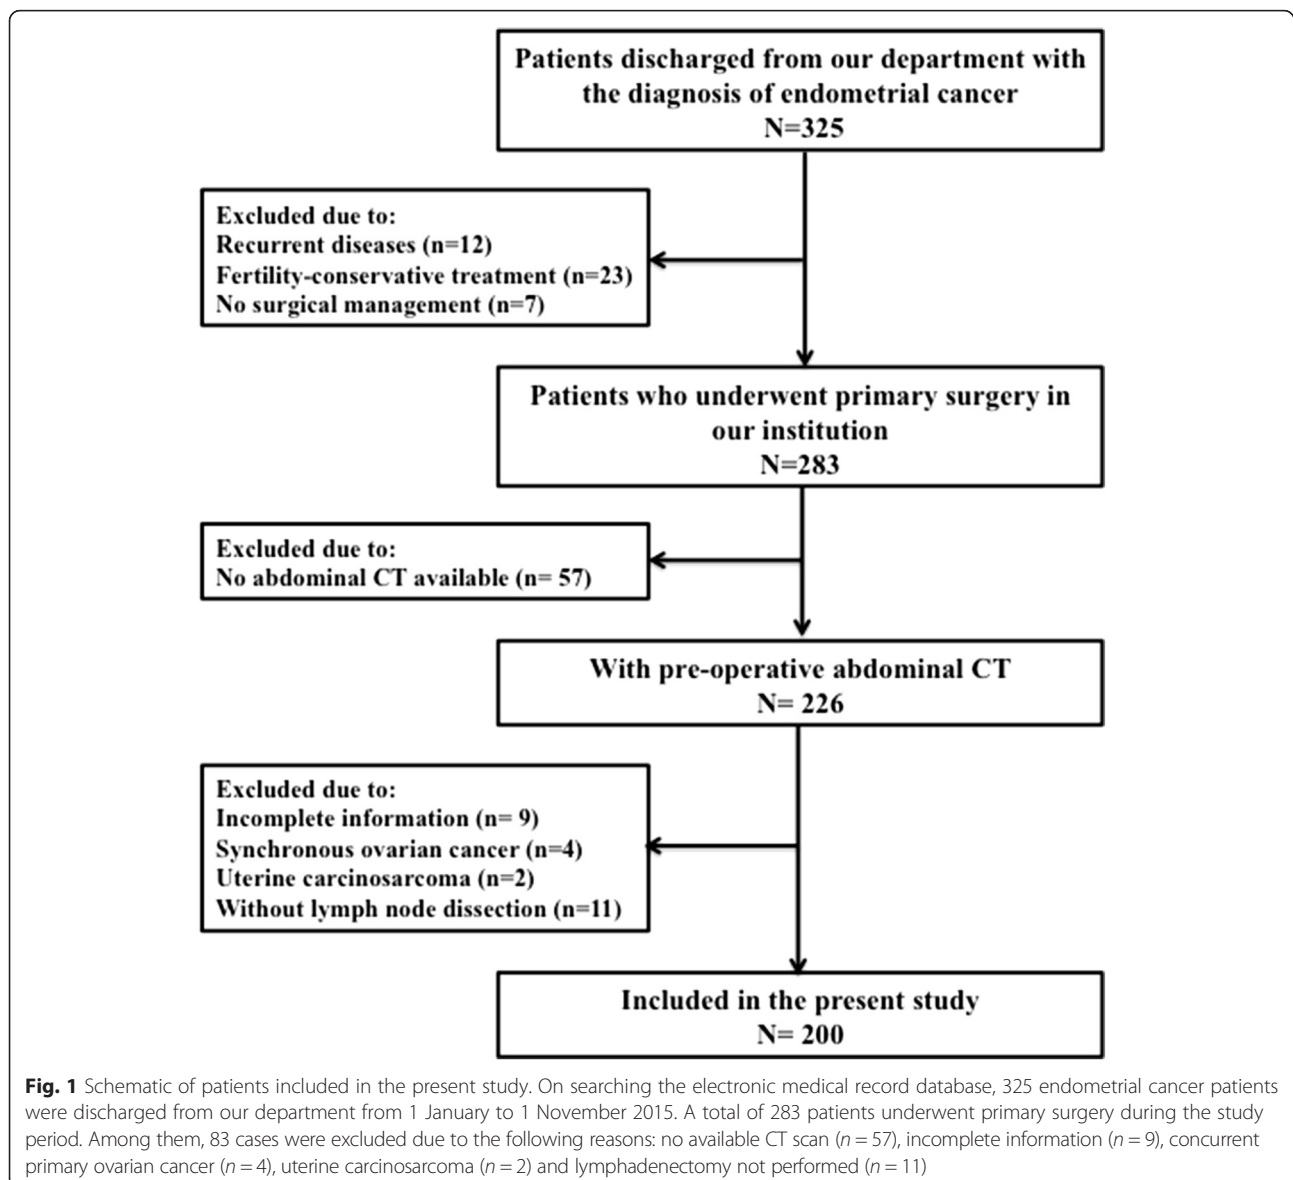 Patients discharged from our department with
the diagnosis of endometrial cancer
N=325
Excluded due to:
Recurrent diseases (n=12)
Fertility-conservative treatment (n=23)
No surgical management (n=7)
Patients who underwent primary surgery in
our institution
N=283
Excluded due to:
No abdominal CT available (n= 57)
With pre-operative abdominal CT
N= 226
Excluded due to:
Incomplete information (n= 9)
Synchronous ovarian cancer (n=4)
Uterine carcinosarcoma (n=2)
Without lymph node dissection (n=11)
Included in the present study
N= 200
Fig. 1 Schematic of patients included in the present study. On searching the electronic medical record database, 325 endometrial cancer patients
were discharged from our department from 1 January to 1 November 2015. A total of 283 patients underwent primary surgery during the study
period. Among them, 83 cases were excluded due to the following reasons: no available CT scan (n = 57), incomplete information (n = 9), concurrent
primary ovarian cancer (n = 4), uterine carcinosarcoma (n = 2) and lymphadenectomy not performed (n = 11)